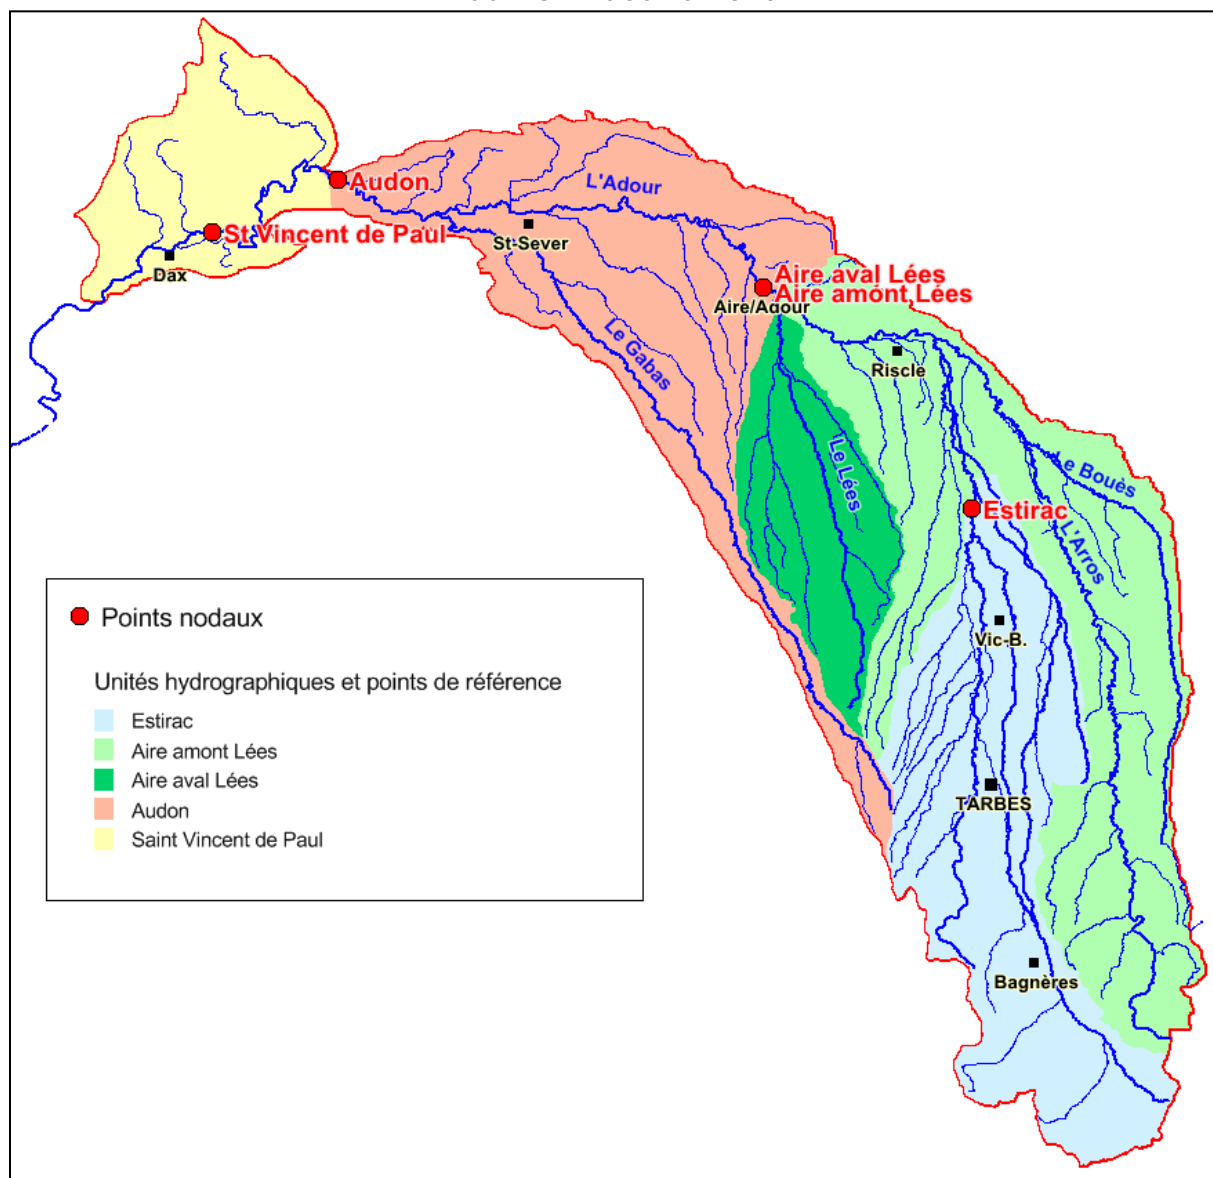 Audon
L'Adour
St Vincent de Paul
St-Sever
Dax
Aire aval Lées
Aire amont Lées
Aire/Adour
Le Gabas
Riscle
Le Lées
Le Bouès
Estirac
L'Arros
Points nodaux
Vic-B.
Unités hydrographiques et points de référence
Estirac
Aire amont Lées
Aire aval Lées
Audon
Saint Vincent de Paul
TARBES
Bagnères